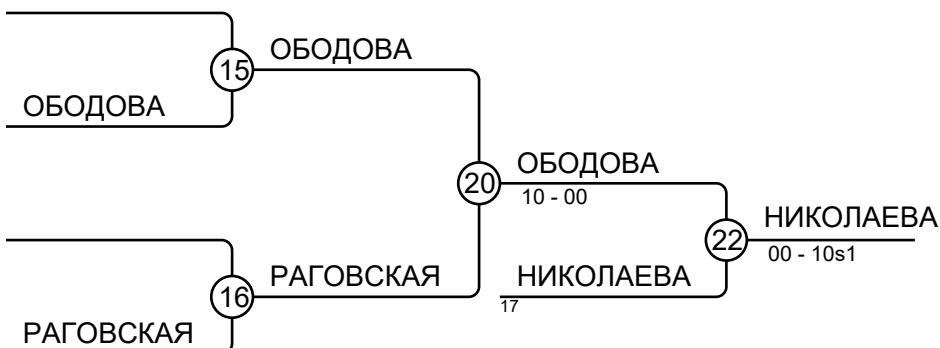 ОБОДОВА
15
ОБОДОВА
ОБОДОВА
20
10 - 00
НИКОЛАЕВА
22
00 - 10s1
РАГОВСКАЯ
НИКОЛАЕВА
16
17
РАГОВСКАЯ